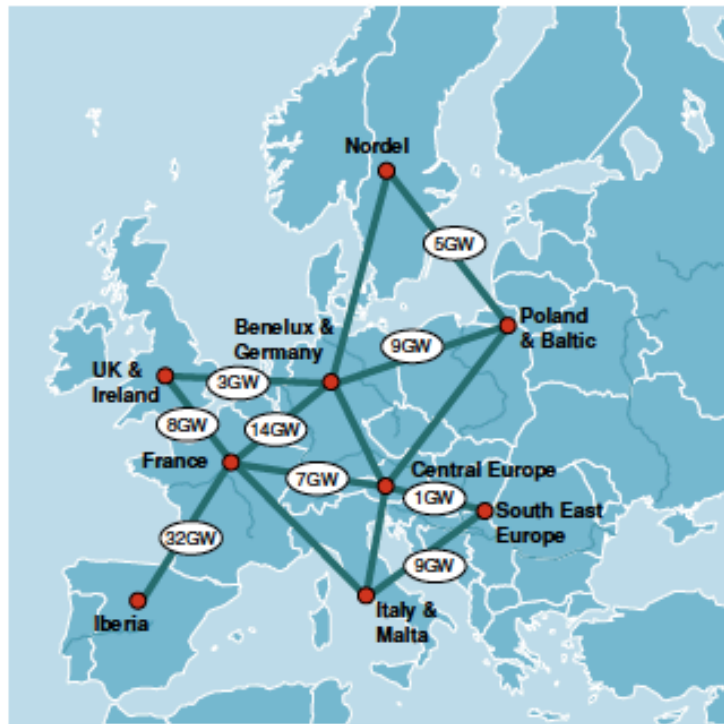 Nordel
5GW
Poland
& Baltic
Benelux &
Germany
9GW
UK &
Ireland
3GW
8GW
14GW
France
7GW
Central Europe
1GW
South East
Europe
32GW
9GW
Iberia
Italy &
Malta